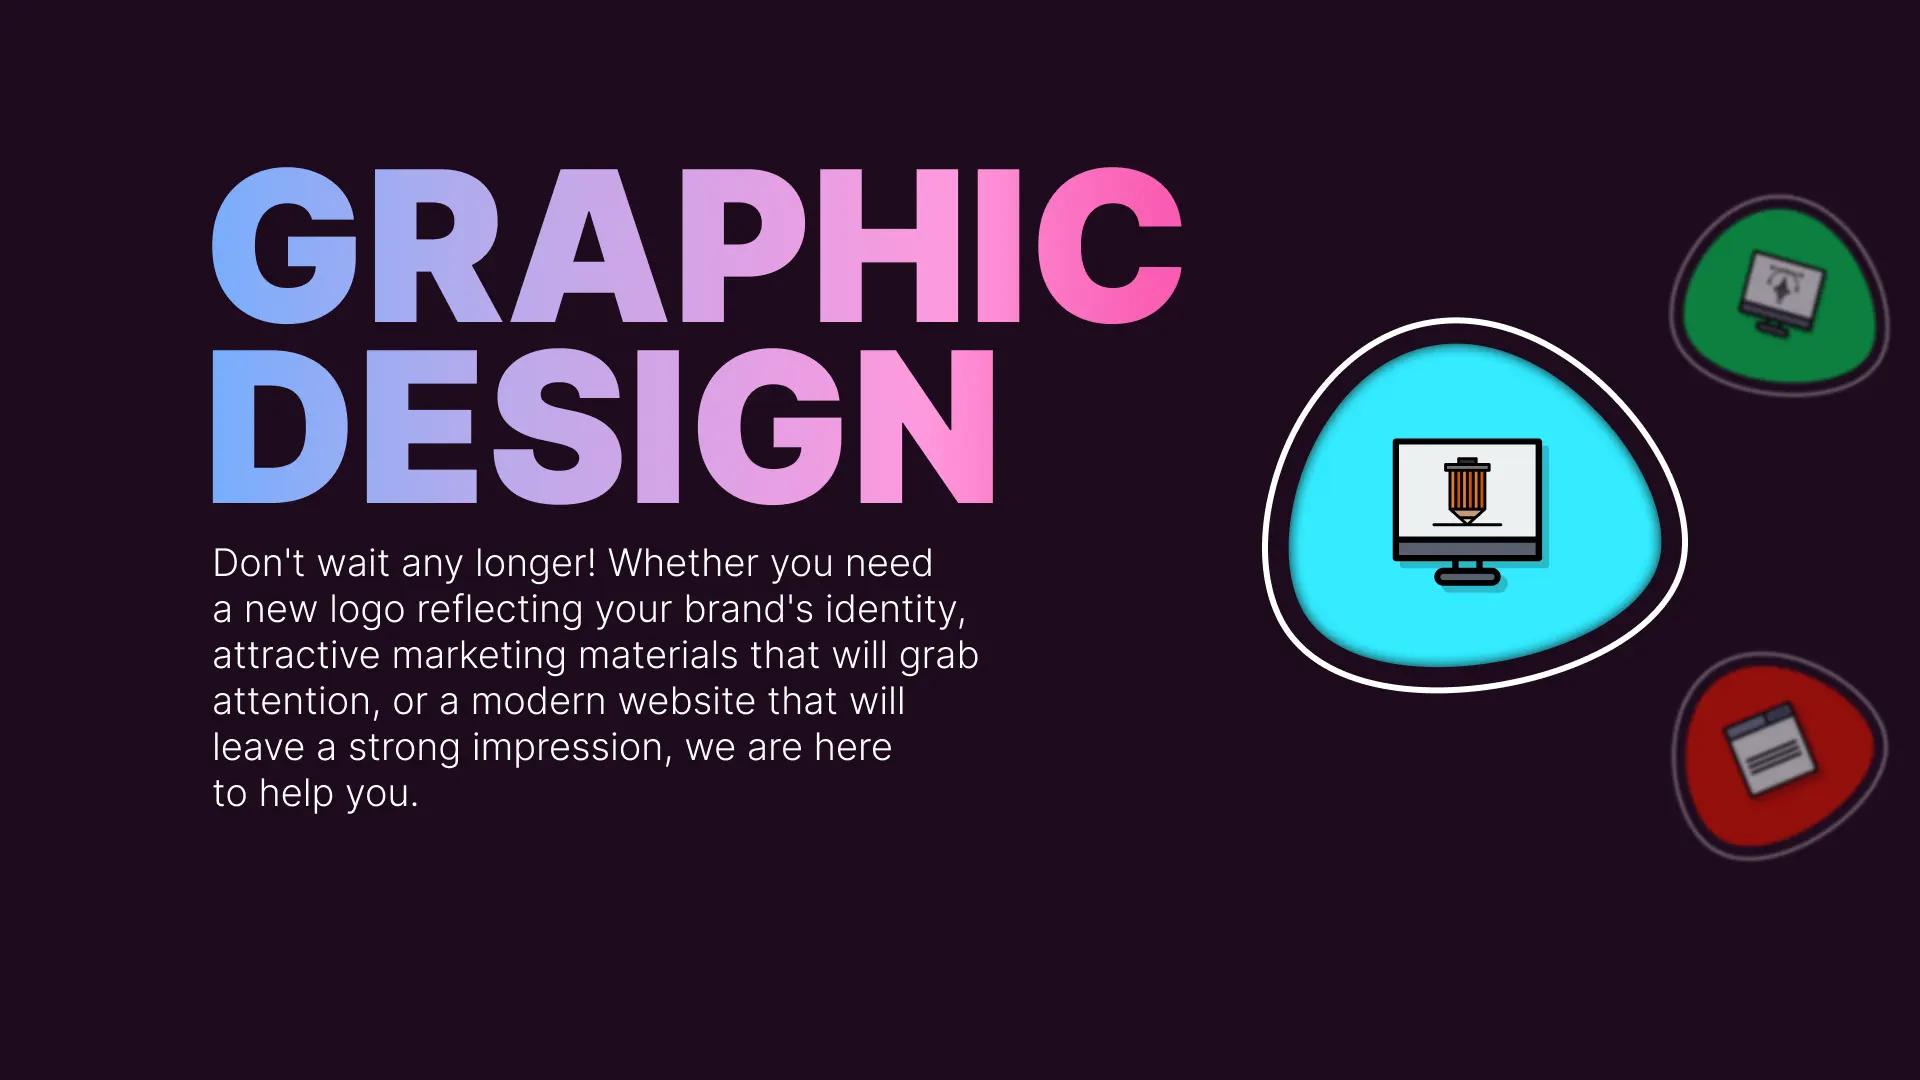 GRAPHIC
DESIGN
Don't wait any longer! Whether you need
a new logo reflecting your brand's identity,
attractive marketing materials that will grab
attention, or a modern website that will
leave a strong impression, we are here
to help you.